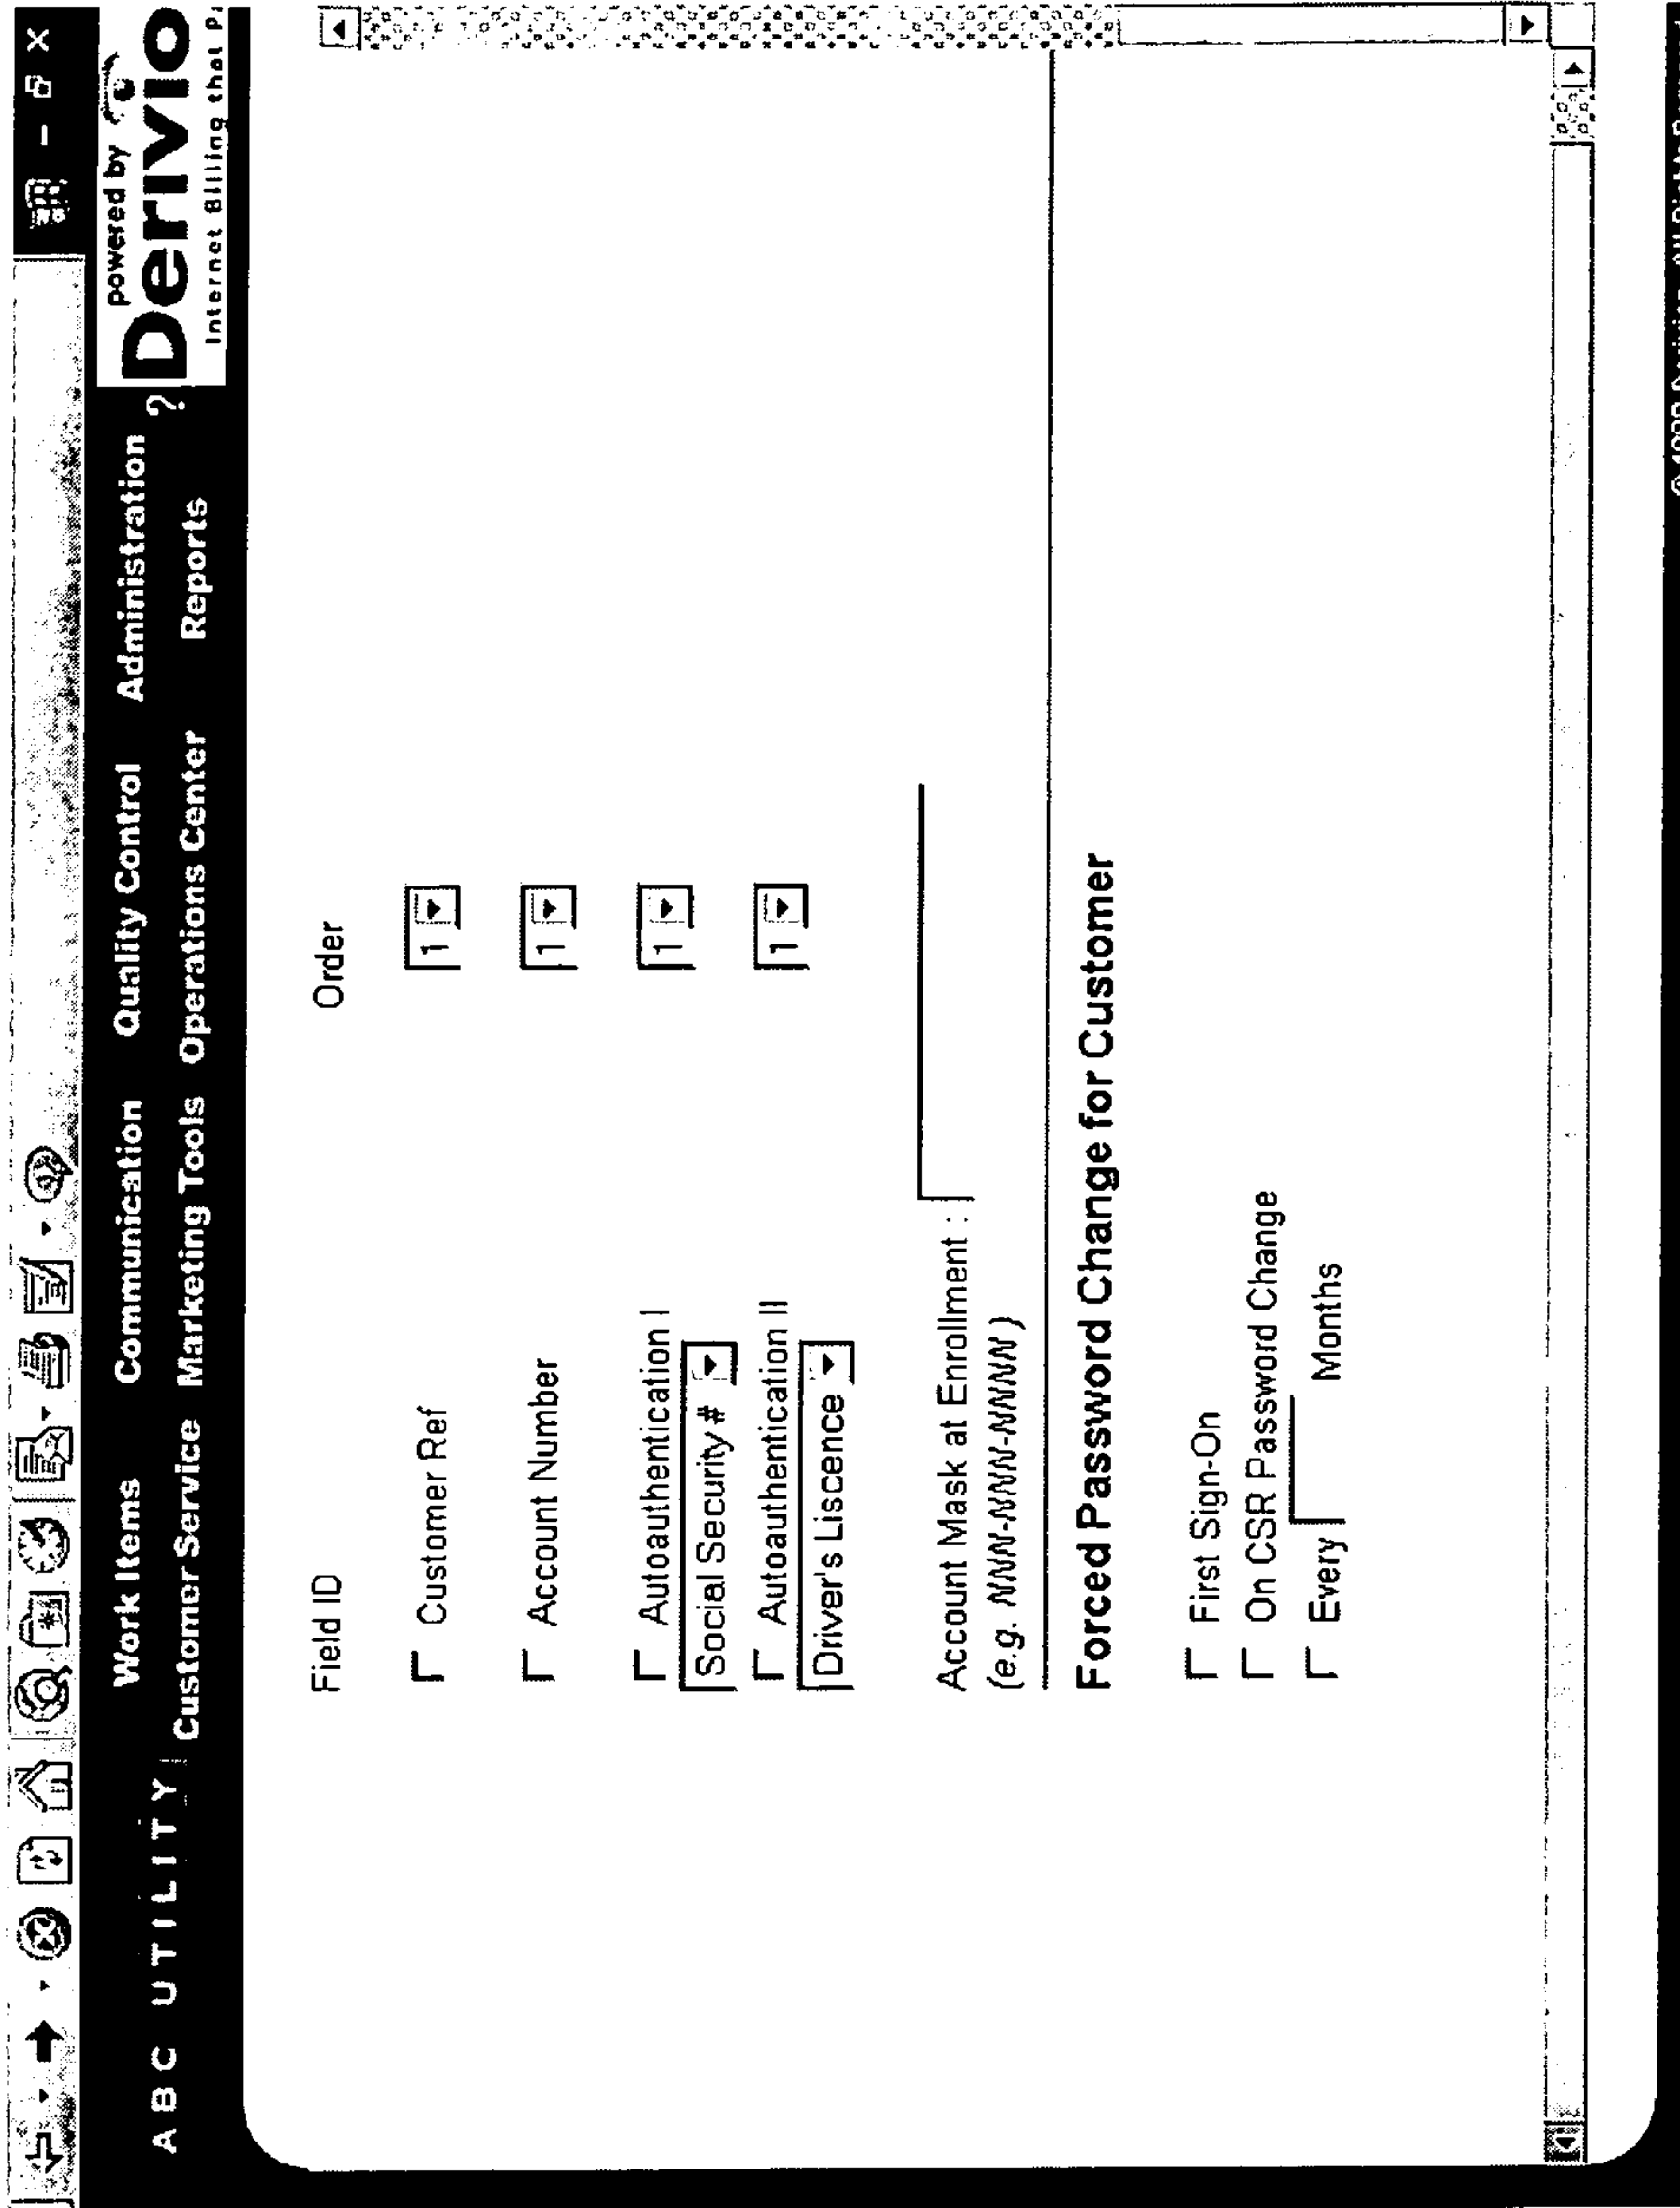 powered by
Derivio
Internet Billing that
Work Items Communication Quality Control Administration
?
ABC UTILITY
Customer Service Marketing Tools Operations Center Reports
Field ID Order
Customer Ref 1
Account Number 1
Autoauthentication I 1
Social Security #
Autoauthentication II 1
Driver's Liscence
Account Mask at Enrollment :
(e.g. NNN-NNN-NNNN )
Forced Password Change for Customer
First Sign-On
On CSR Password Change
Every Months